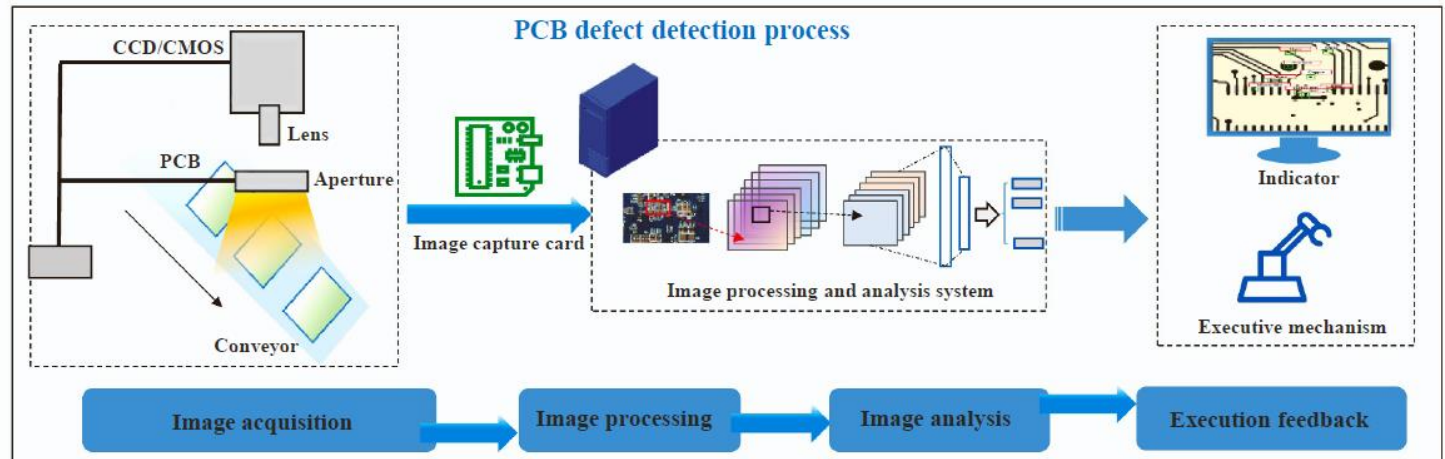 PCB defect detection process
CCD/CMOS
Lens
PCB
Aperture
Conveyor
Image capture card
Image processing and analysis system
Indicator
Executive mechanism
Image acquisition
Image processing
Image analysis
Execution feedback